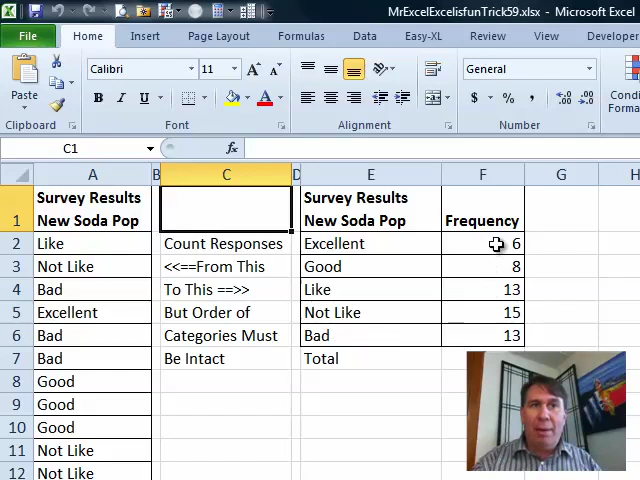 MrExcelExcelisfunTrick59.xlsx - Microsoft Excel
File Home Insert Page Layout Formulas Data Easy-XL Review View Developer
Paste Calibri 11 General
B I U $ % ,
Clipboard Font Alignment Number
C1 fx
A B C D E F G H
1 Survey Results Survey Results
New Soda Pop New Soda Pop Frequency
2 Like Count Responses Excellent 6
3 Not Like <<==From This Good 8
4 Bad To This ==>> Like 13
5 Excellent But Order of Not Like 15
6 Bad Categories Must Bad 13
7 Bad Be Intact Total
8 Good
9 Good
10 Good
11 Not Like
12 Not Like